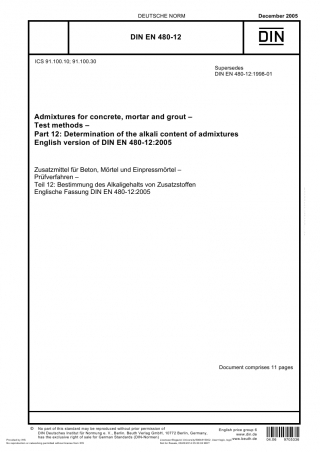 DEUTSCHE NORM
December 2005
DIN EN 480-12
DIN
ICS 91.100.10; 91.100.30
Supersedes
DIN EN 480-12:1998-01
Admixtures for concrete, mortar and grout –
Test methods –
Part 12: Determination of the alkali content of admixtures
English version of DIN EN 480-12:2005
Zusatzmittel für Beton, Mörtel und Einpressmörtel –
Prüfverfahren –
Teil 12: Bestimmung des Alkaligehalts von Zusatzstoffen
Englische Fassung DIN EN 480-12:2005
Document comprises 11 pages
© No part of this standard may be reproduced without prior permission of
DIN Deutsches Institut für Normung e. V., Berlin. Beuth Verlag GmbH, 10772 Berlin, Germany,
has the exclusive right of sale for German Standards (DIN-Normen).
English price group 8
www.din.de
www.beuth.de